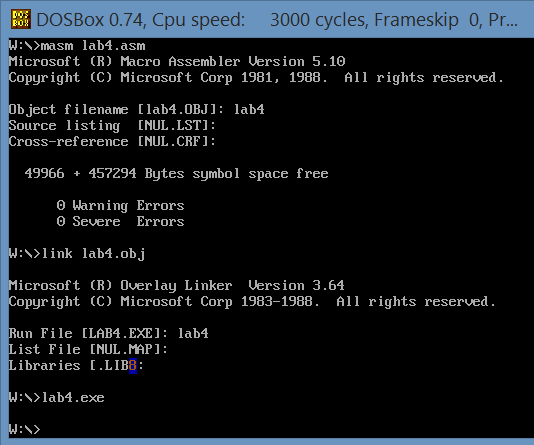 DOS BOX
DOSBox 0.74, Cpu speed: 3000 cycles, Frameskip 0, Pr...
W:\>masm lab4.asm
Microsoft (R) Macro Assembler Version 5.10
Copyright (C) Microsoft Corp 1981, 1988. All rights reserved.
Object filename [lab4.OBJ]: lab4
Source listing [NUL.LST]:
Cross-reference [NUL.CRF]:
49966 + 457294 Bytes symbol space free
0 Warning Errors
0 Severe Errors
W:\>link lab4.obj
Microsoft (R) Overlay Linker Version 3.64
Copyright (C) Microsoft Corp 1983-1988. All rights reserved.
Run File [LAB4.EXE]: lab4
List File [NUL.MAP]:
Libraries [.LIB8:
W:\>lab4.exe
W:\>